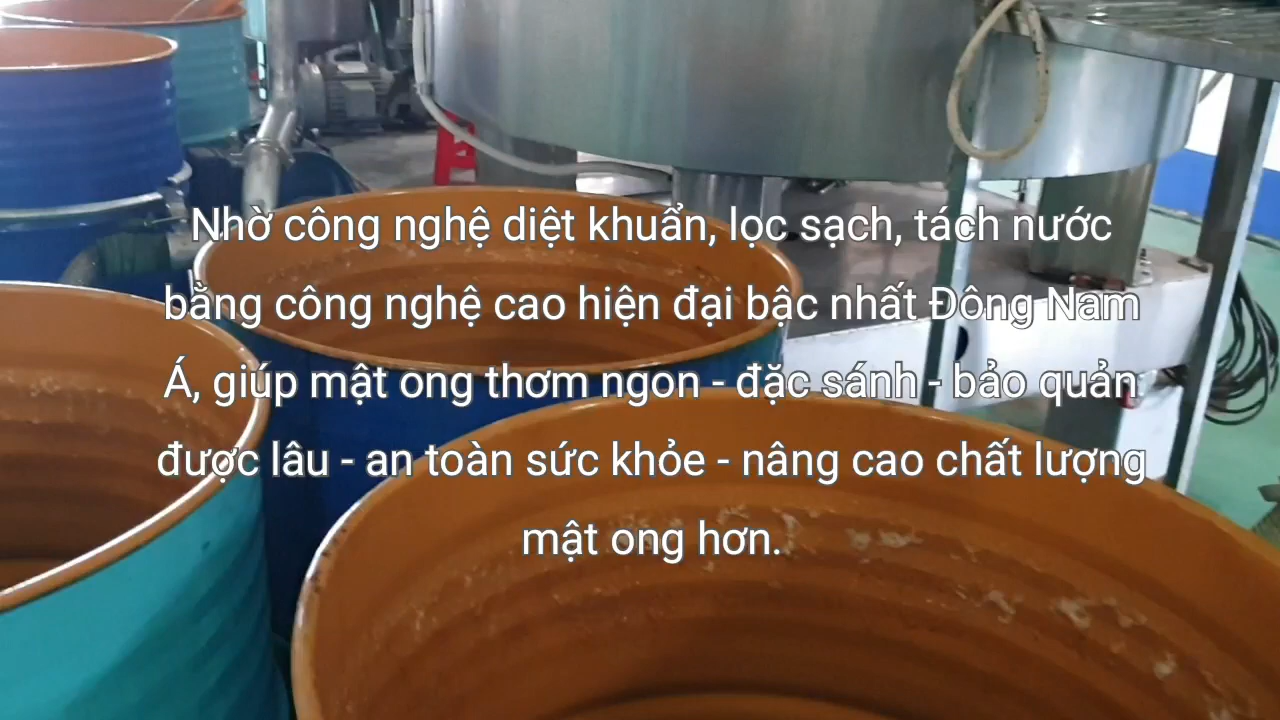 Nhờ công nghệ diệt khuẩn, lọc sạch, tách nước
bằng công nghệ cao hiện đại bậc nhất Đông Nam
Á, giúp mật ong thơm ngon - đặc sánh - bảo quản
được lâu - an toàn sức khỏe - nâng cao chất lượng
mật ong hơn.